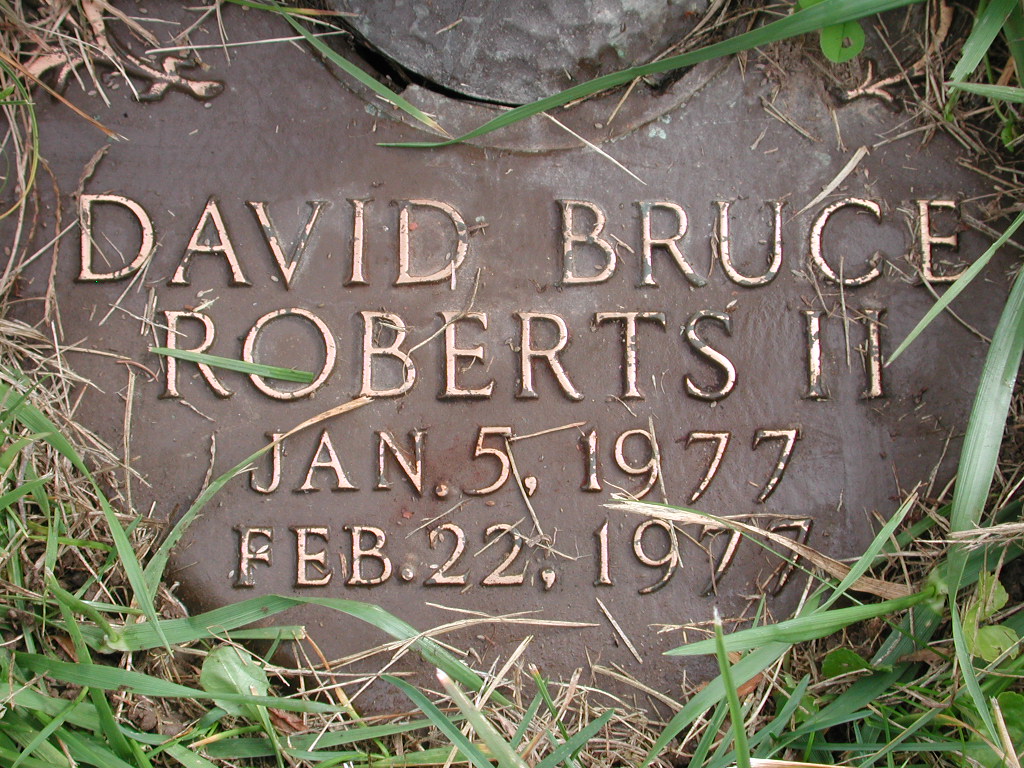 DAVID BRUCE
ROBERTS II
JAN. 5, 1977
FEB. 22, 1977